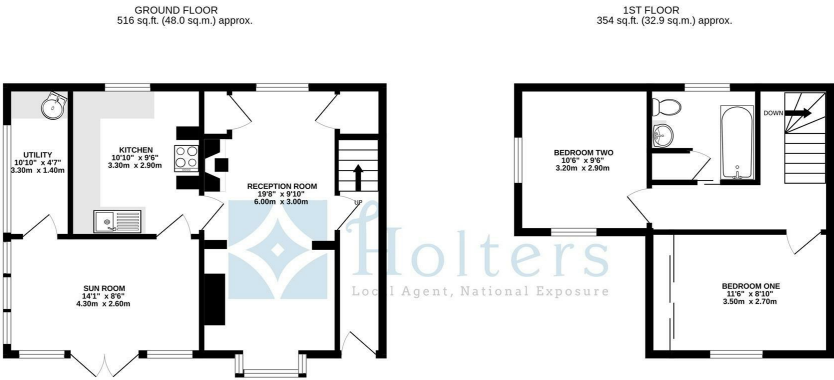 GROUND FLOOR
516 sq.ft. (48.0 sq.m.) approx.
1ST FLOOR
354 sq.ft. (32.9 sq.m.) approx.
UTILITY
10'10" x 4'7"
3.30m x 1.40m
KITCHEN
10'10" x 9'6"
3.30m x 2.90m
RECEPTION ROOM
19'8" x 9'10"
6.00m x 3.00m
UP
SUN ROOM
14'1" x 8'6"
4.30m x 2.60m
Holters
Local Agent, National Exposure
DOWN
BEDROOM TWO
10'6" x 9'6"
3.20m x 2.90m
BEDROOM ONE
11'6" x 8'10"
3.50m x 2.70m